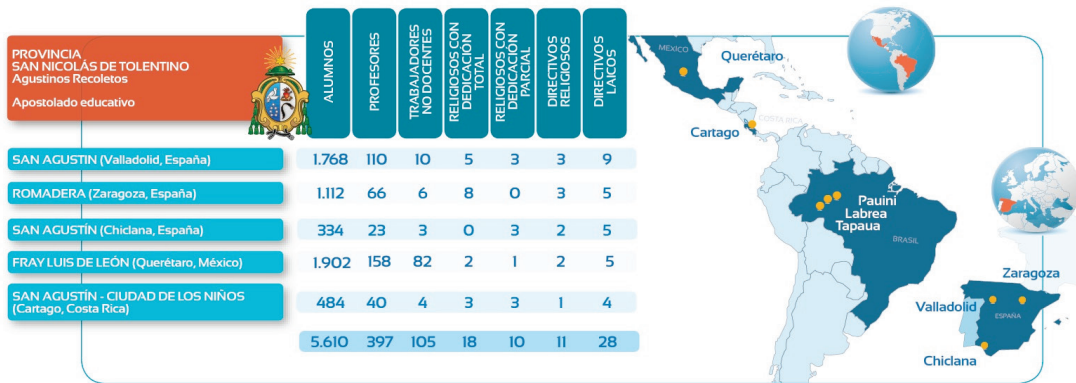 PROVINCIA
SAN NICOLÁS DE TOLENTINO
Agustinos Recoletos
Apostolado educativo
ALUMNOS
PROFESORES
TRABAJADORES
NO DOCENTES
RELIGIOSOS CON
DEDICACIÓN
TOTAL
RELIGIOSOS CON
DEDICACIÓN
PARCIAL
DIRECTIVOS
RELIGIOSOS
DIRECTIVOS
LAICOS
SAN AGUSTIN (Valladolid, España) 1.768 110 10 5 3 3 9
ROMADERA (Zaragoza, España) 1.112 66 6 8 0 3 5
SAN AGUSTÍN (Chiclana, España) 334 23 3 0 3 2 5
FRAY LUIS DE LEÓN (Querétaro, México) 1.902 158 82 2 1 2 5
SAN AGUSTÍN - CIUDAD DE LOS NIÑOS
(Cartago, Costa Rica) 484 40 4 3 3 1 4
5.610 397 105 18 10 11 28
MÉXICO
Querétaro
COSTA RICA
Cartago
Pauini
Labrea
Tapaua
BRASIL
Zaragoza
Valladolid
ESPAÑA
Chiclana